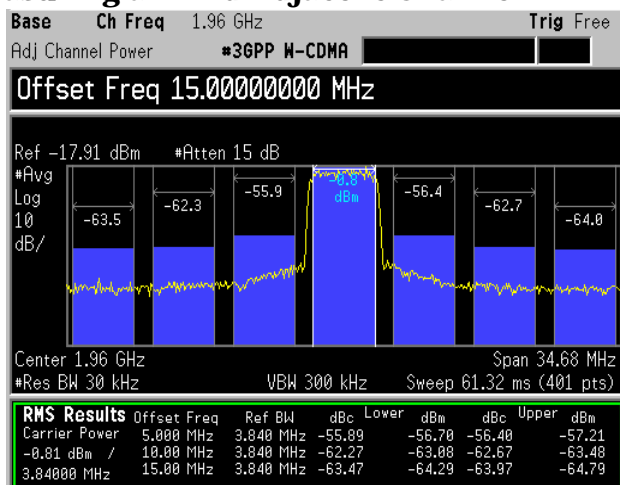 Base Ch Freq 1.96 GHz Trig Free
Adj Channel Power #3GPP W-CDMA
Offset Freq 15.00000000 MHz
Ref -17.91 dBm #Atten 15 dB
#Avg
Log
10
dB/
-63.5 -62.3 -55.9 -0.8 dBm -56.4 -62.7 -64.0
Center 1.96 GHz Span 34.68 MHz
#Res BW 30 kHz VBW 300 kHz Sweep 61.32 ms (401 pts)
RMS Results Offset Freq Ref BW dBc Lower dBm dBc Upper dBm
Carrier Power 5.000 MHz 3.840 MHz -55.89 -56.70 -56.40 -57.21
-0.81 dBm / 10.00 MHz 3.840 MHz -62.27 -63.08 -62.67 -63.48
3.84000 MHz 15.00 MHz 3.840 MHz -63.47 -64.29 -63.97 -64.79